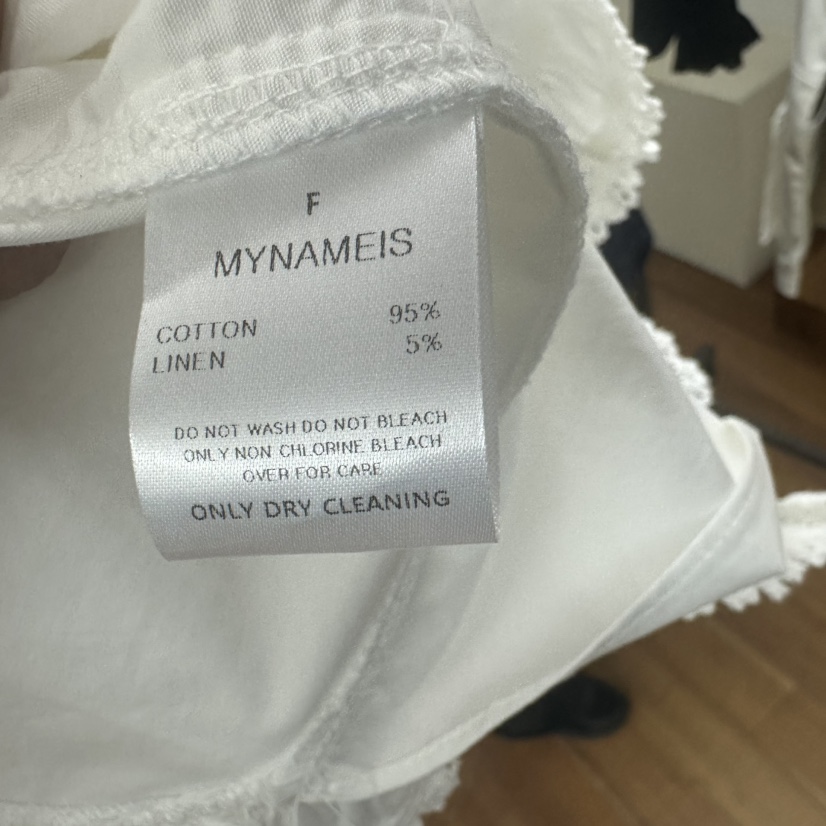 F
MYNAMEIS
COTTON 95%
LINEN 5%
DO NOT WASH DO NOT BLEACH
ONLY NON CHLORINE BLEACH
OVER FOR CARE
ONLY DRY CLEANING